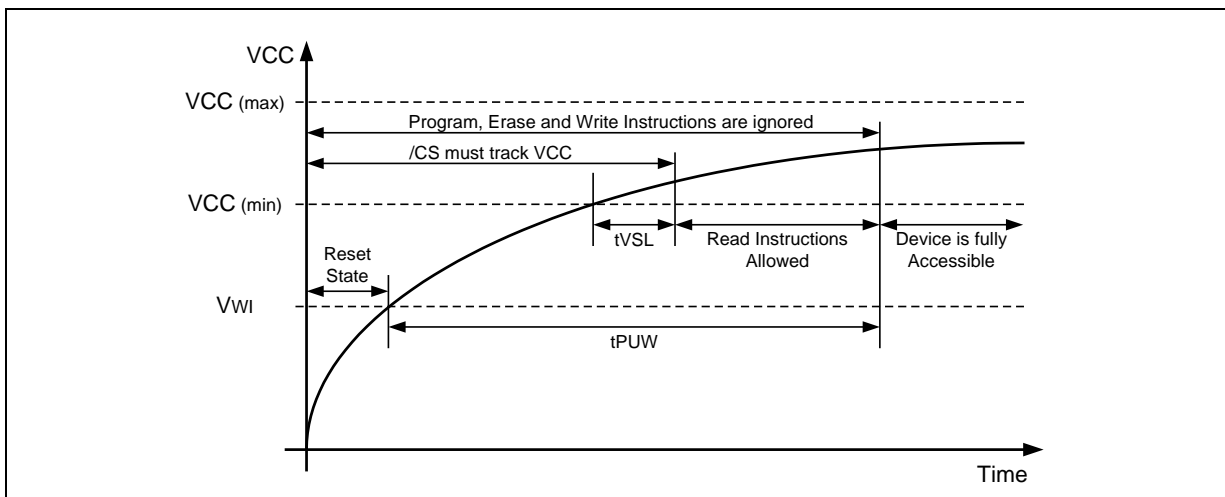 VCC
VCC (max)
Program, Erase and Write Instructions are ignored
/CS must track VCC
VCC (min)
tVSL
Read Instructions
Allowed
Device is fully
Accessible
Reset
State
VWI
tPUW
Time